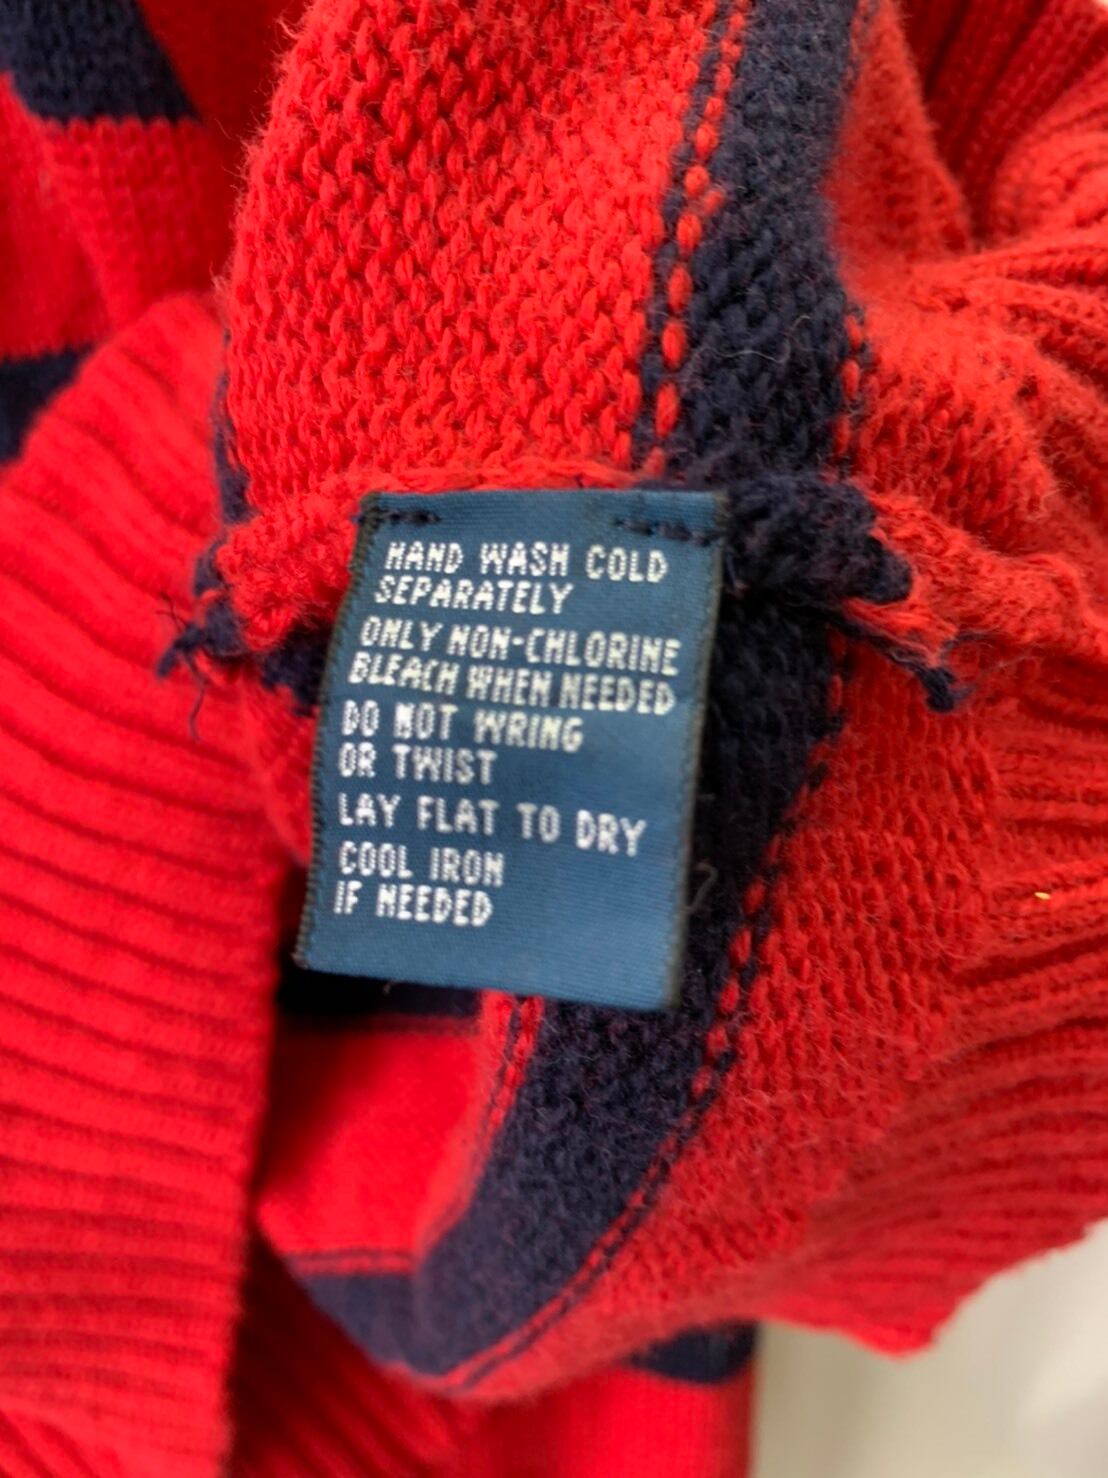 HAND WASH COLD
SEPARATELY
ONLY NON-CHLORINE
BLEACH WHEN NEEDED
DO NOT WRING
OR TWIST
LAY FLAT TO DRY
COOL IRON
IF NEEDED